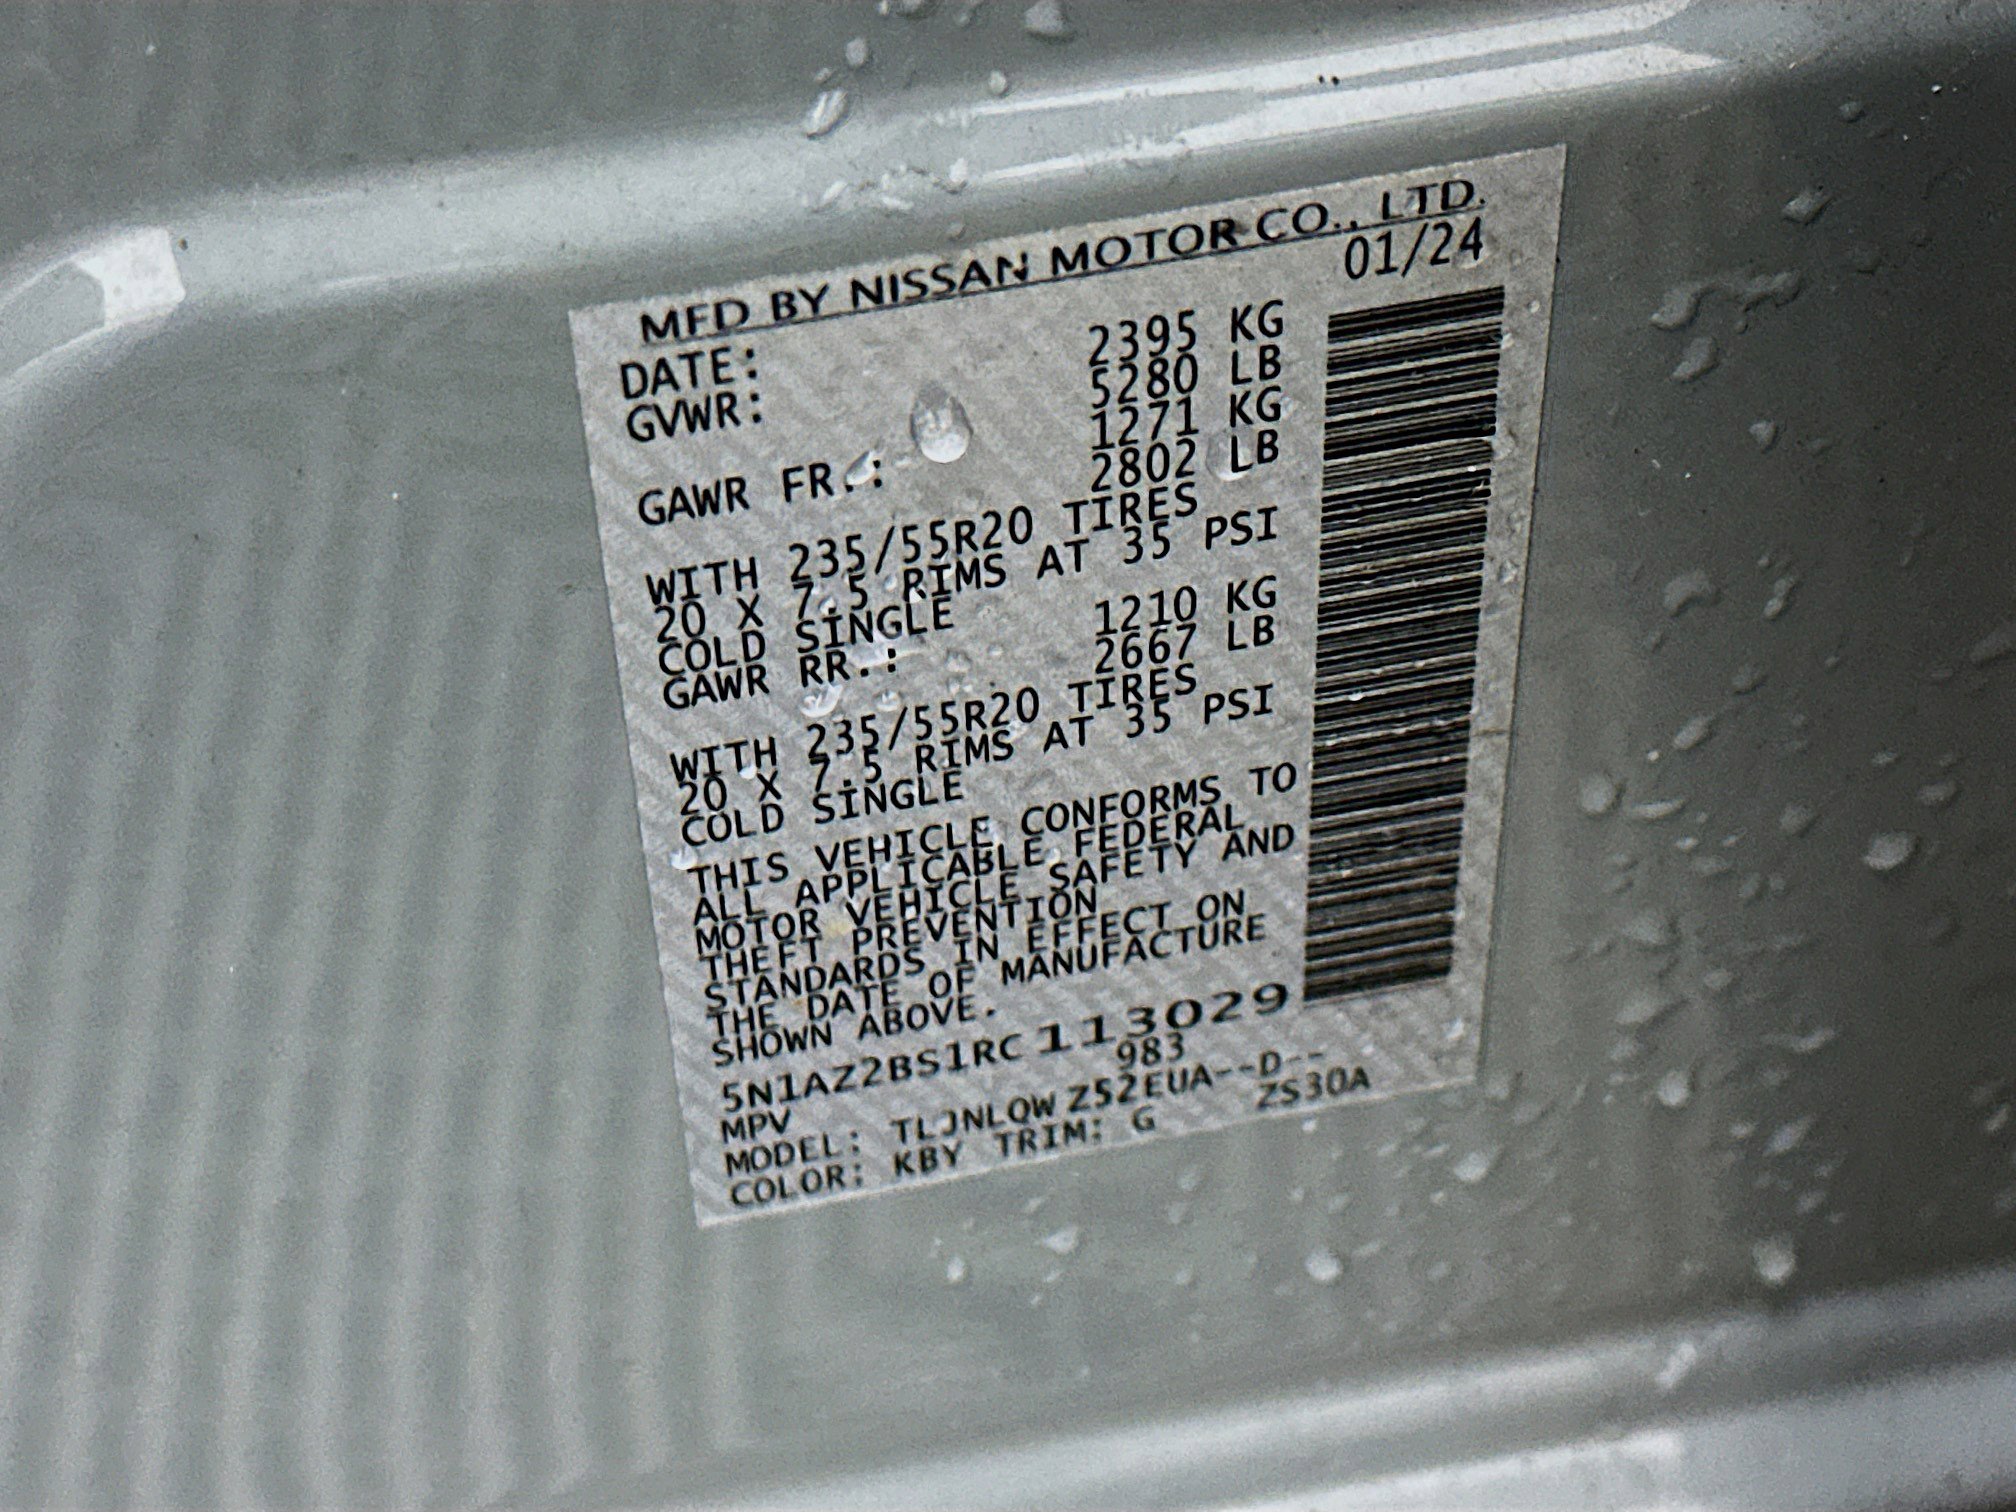 MFD BY NISSAN MOTOR CO., LTD.
DATE: 01/24
GVWR: 2395 KG
5280 LB
GAWR FR.: 1271 KG
2802 LB
WITH 235/55R20 TIRES
20 X 7.5 RIMS AT 35 PSI
COLD SINGLE
GAWR RR.: 1210 KG
2667 LB
WITH 235/55R20 TIRES
20 X 7.5 RIMS AT 35 PSI
COLD SINGLE
THIS VEHICLE CONFORMS TO
ALL APPLICABLE FEDERAL
MOTOR VEHICLE SAFETY AND
THEFT PREVENTION
STANDARDS IN EFFECT ON
THE DATE OF MANUFACTURE
SHOWN ABOVE.
5N1AZ2BS1RC113029
MPV 983
MODEL: TLJNLQWZ52EUA--D--
COLOR: KBY TRIM: G ZS30A